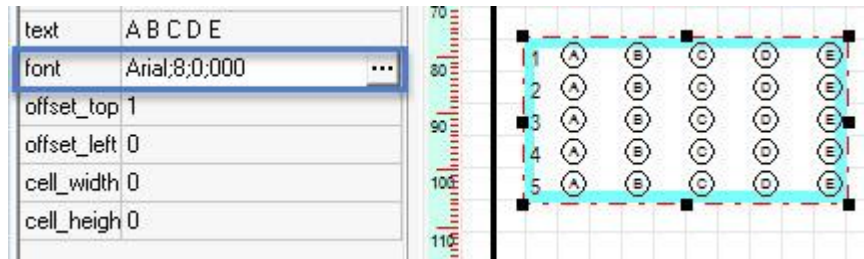 text A B C D E
font Arial;8;0;000 ...
offset_top 1
offset_left 0
cell_width 0
cell_heigh 0
70
80
90
100
110
1 A B C D E
2 A B C D E
3 A B C D E
4 A B C D E
5 A B C D E